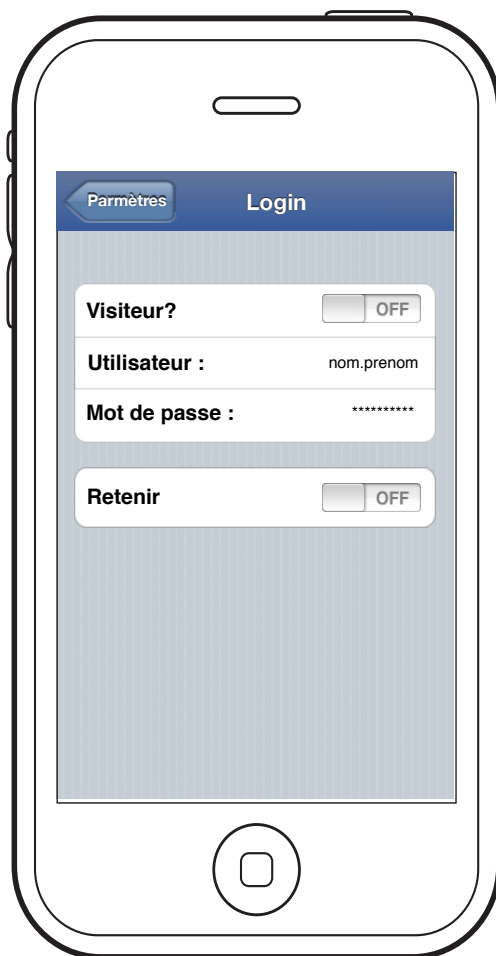 Parmètres Login
Visiteur? OFF
Utilisateur : nom.prenom
Mot de passe : **********
Retenir OFF